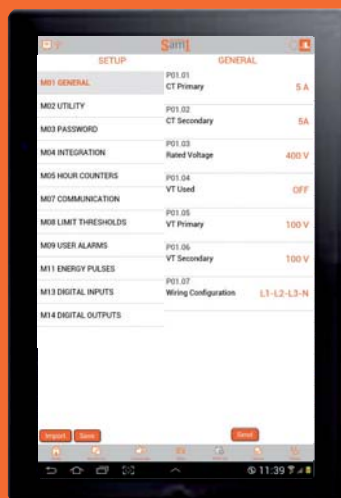 Sam1
SETUP
GENERAL
M01 GENERAL
M02 UTILITY
M03 PASSWORD
M04 INTEGRATION
M05 HOUR COUNTERS
M07 COMMUNICATION
M08 LIMIT THRESHOLDS
M09 USER ALARMS
M11 ENERGY PULSES
M13 DIGITAL INPUTS
M14 DIGITAL OUTPUTS
P01.01
CT Primary 5 A
P01.02
CT Secondary 5A
P01.03
Rated Voltage 400 V
P01.04
VT Used OFF
P01.05
VT Primary 100 V
P01.06
VT Secondary 100 V
P01.07
Wiring Configuration L1-L2-L3-N
Import Save Send
11:39